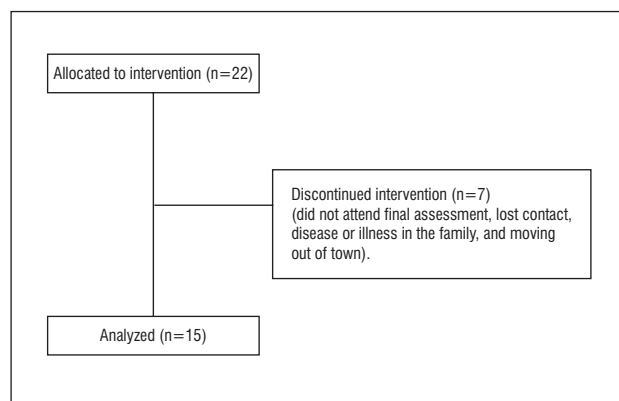 Allocated to intervention (n=22)
Discontinued intervention (n=7)
(did not attend final assessment, lost contact,
disease or illness in the family, and moving
out of town).
Analyzed (n=15)